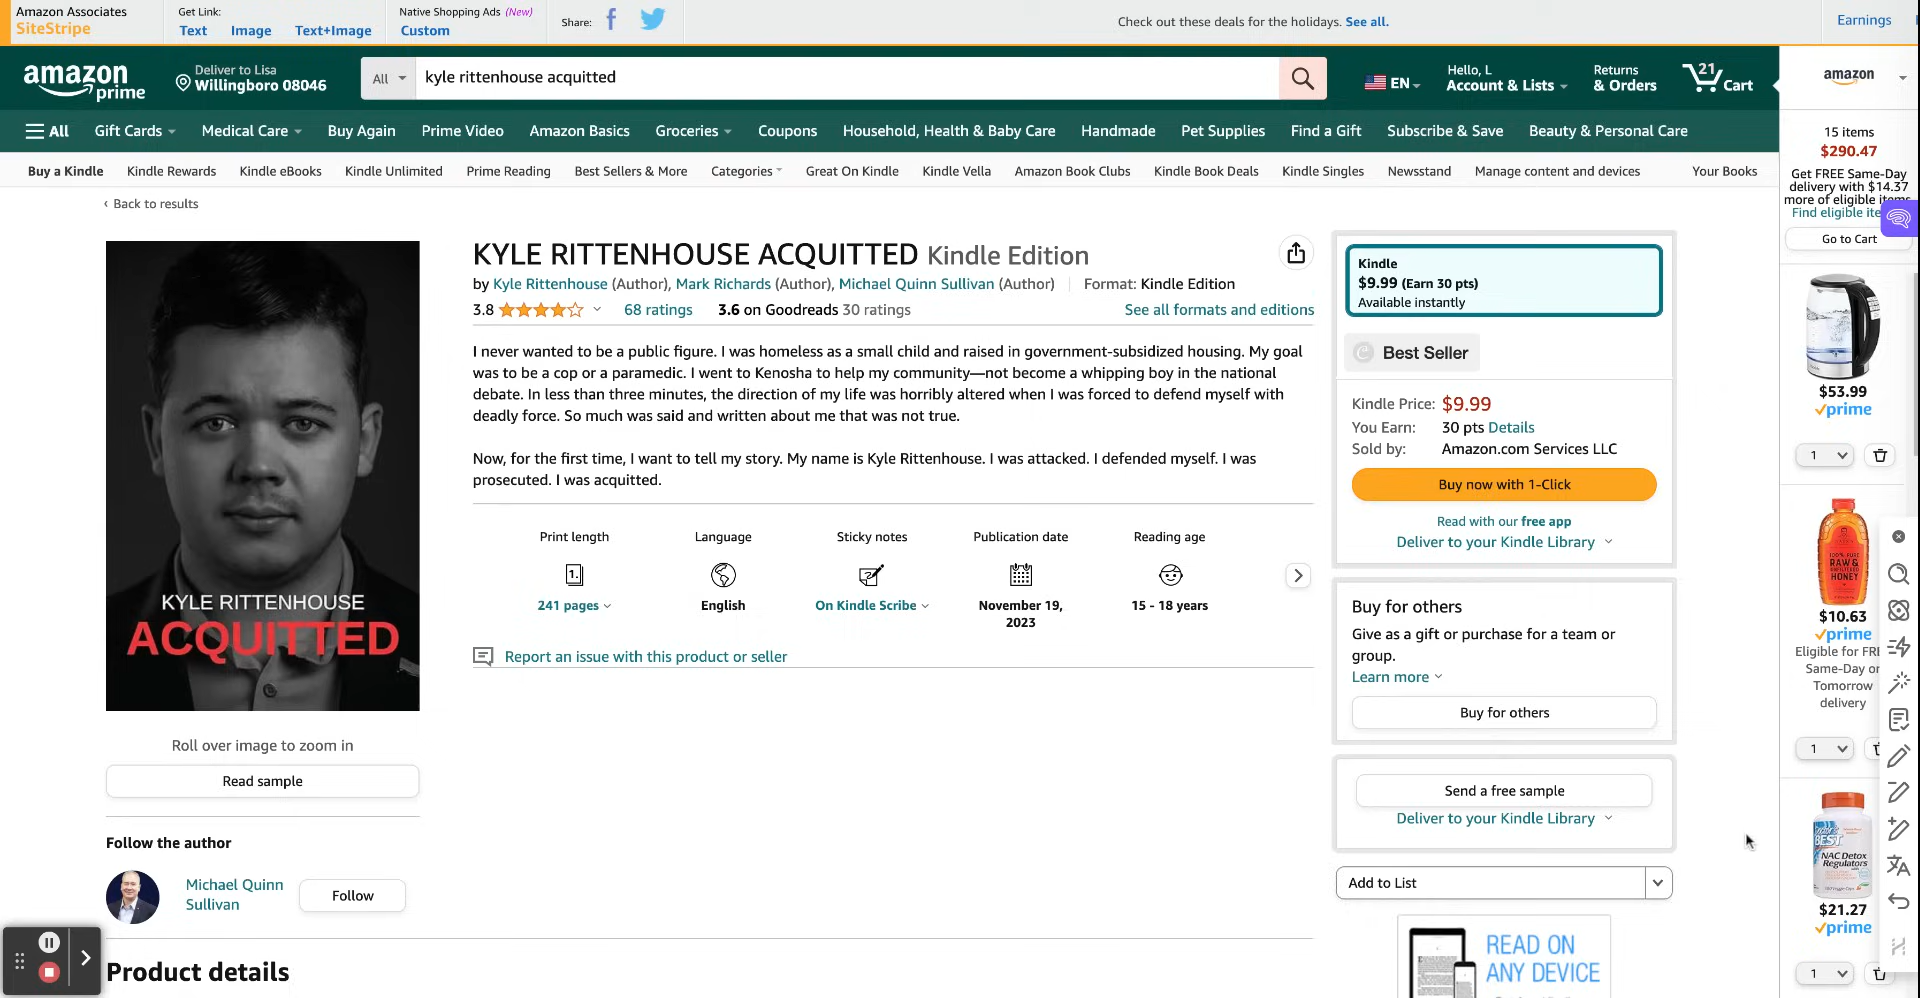 Amazon Associates
SiteStripe
Get Link:
Text Image Text+Image
Native Shopping Ads (New)
Custom
Share:
Check out these deals for the holidays. See all.
Earnings
amazon
prime
Deliver to Lisa
Willingboro 08046
All
kyle rittenhouse acquitted
EN
Hello, L
Account & Lists
Returns
& Orders
21
Cart
All Gift Cards Medical Care Buy Again Prime Video Amazon Basics Groceries Coupons Household, Health & Baby Care Handmade Pet Supplies Find a Gift Subscribe & Save Beauty & Personal Care
Buy a Kindle Kindle Rewards Kindle eBooks Kindle Unlimited Prime Reading Best Sellers & More Categories Great On Kindle Kindle Vella Amazon Book Clubs Kindle Book Deals Kindle Singles Newsstand Manage content and devices Your Books
‹ Back to results
KYLE RITTENHOUSE
ACQUITTED
Roll over image to zoom in
Read sample
Follow the author
Michael Quinn
Sullivan
Follow
Product details
KYLE RITTENHOUSE ACQUITTED Kindle Edition
by Kyle Rittenhouse (Author), Mark Richards (Author), Michael Quinn Sullivan (Author) Format: Kindle Edition
3.8 68 ratings 3.6 on Goodreads 30 ratings See all formats and editions
I never wanted to be a public figure. I was homeless as a small child and raised in government-subsidized housing. My goal
was to be a cop or a paramedic. I went to Kenosha to help my community—not become a whipping boy in the national
debate. In less than three minutes, the direction of my life was horribly altered when I was forced to defend myself with
deadly force. So much was said and written about me that was not true.
Now, for the first time, I want to tell my story. My name is Kyle Rittenhouse. I was attacked. I defended myself. I was
prosecuted. I was acquitted.
Print length
1.
241 pages
Language
English
Sticky notes
On Kindle Scribe
Publication date
November 19,
2023
Reading age
15 - 18 years
Report an issue with this product or seller
Kindle
$9.99 (Earn 30 pts)
Available instantly
Best Seller
Kindle Price: $9.99
You Earn: 30 pts Details
Sold by: Amazon.com Services LLC
Buy now with 1-Click
Read with our free app
Deliver to your Kindle Library
Buy for others
Give as a gift or purchase for a team or
group.
Learn more
Buy for others
Send a free sample
Deliver to your Kindle Library
Add to List
READ ON
ANY DEVICE
amazon
15 items
$290.47
Get FREE Same-Day
delivery with $14.37
more of eligible items.
Find eligible ite
Go to Cart
$53.99
prime
1
100% PURE
RAW &
UNFILTERED
HONEY
$10.63
prime
Eligible for FRE
Same-Day or
Tomorrow
delivery
1
Doctor's
BEST
NAC Detox
Regulators
$21.27
prime
1